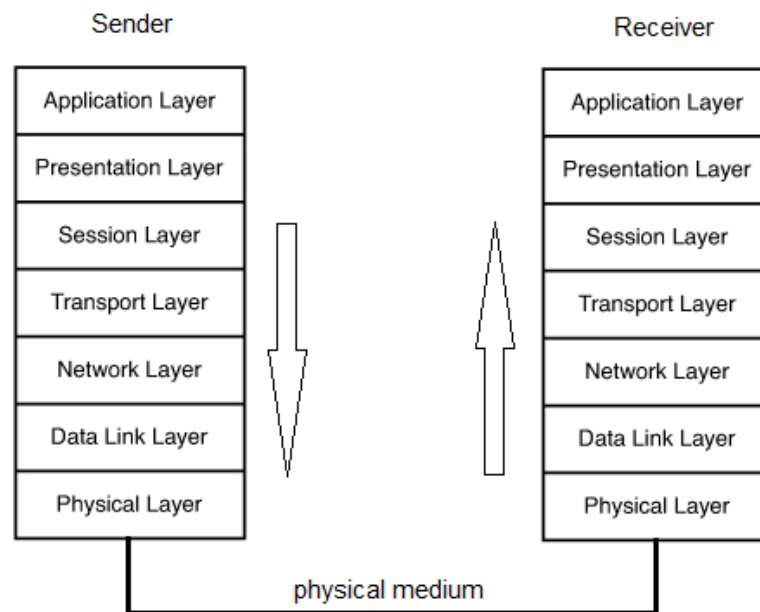 Sender
Receiver
Application Layer
Presentation Layer
Session Layer
Transport Layer
Network Layer
Data Link Layer
Physical Layer
Application Layer
Presentation Layer
Session Layer
Transport Layer
Network Layer
Data Link Layer
Physical Layer
physical medium